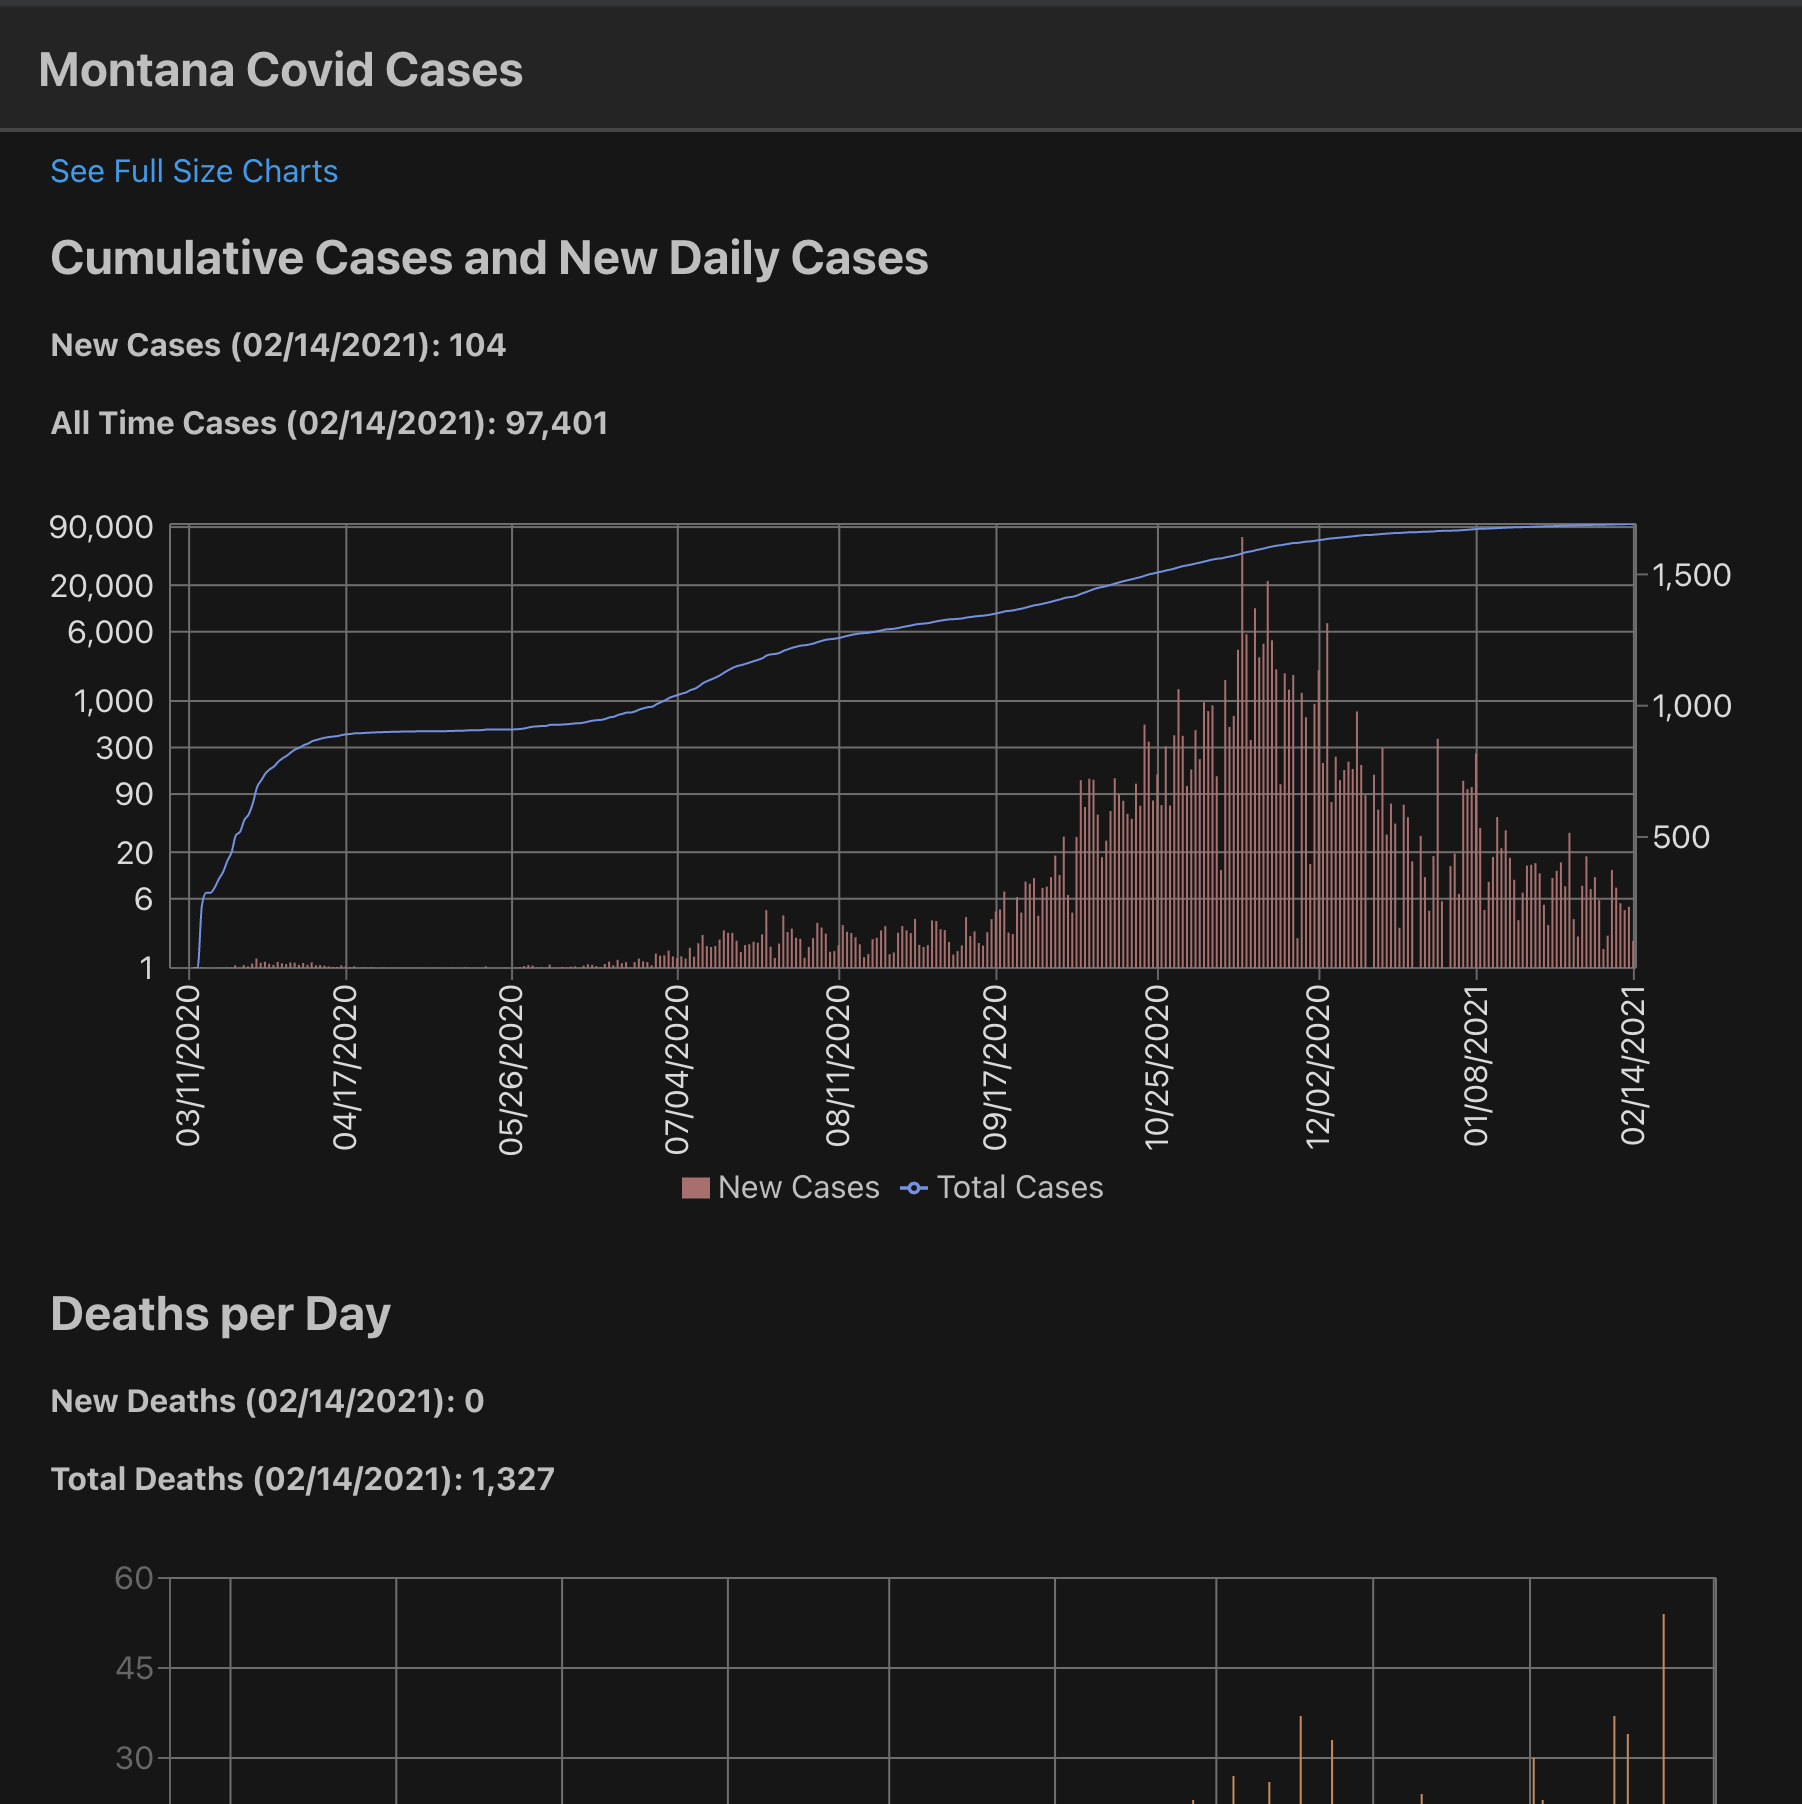 Montana Covid Cases
See Full Size Charts
Cumulative Cases and New Daily Cases
New Cases (02/14/2021): 104
All Time Cases (02/14/2021): 97,401
90,000
20,000
6,000
1,000
300
90
20
6
1
1,500
1,000
500
03/11/2020
04/17/2020
05/26/2020
07/04/2020
08/11/2020
09/17/2020
10/25/2020
12/02/2020
01/08/2021
02/14/2021
New Cases
Total Cases
Deaths per Day
New Deaths (02/14/2021): 0
Total Deaths (02/14/2021): 1,327
60
45
30